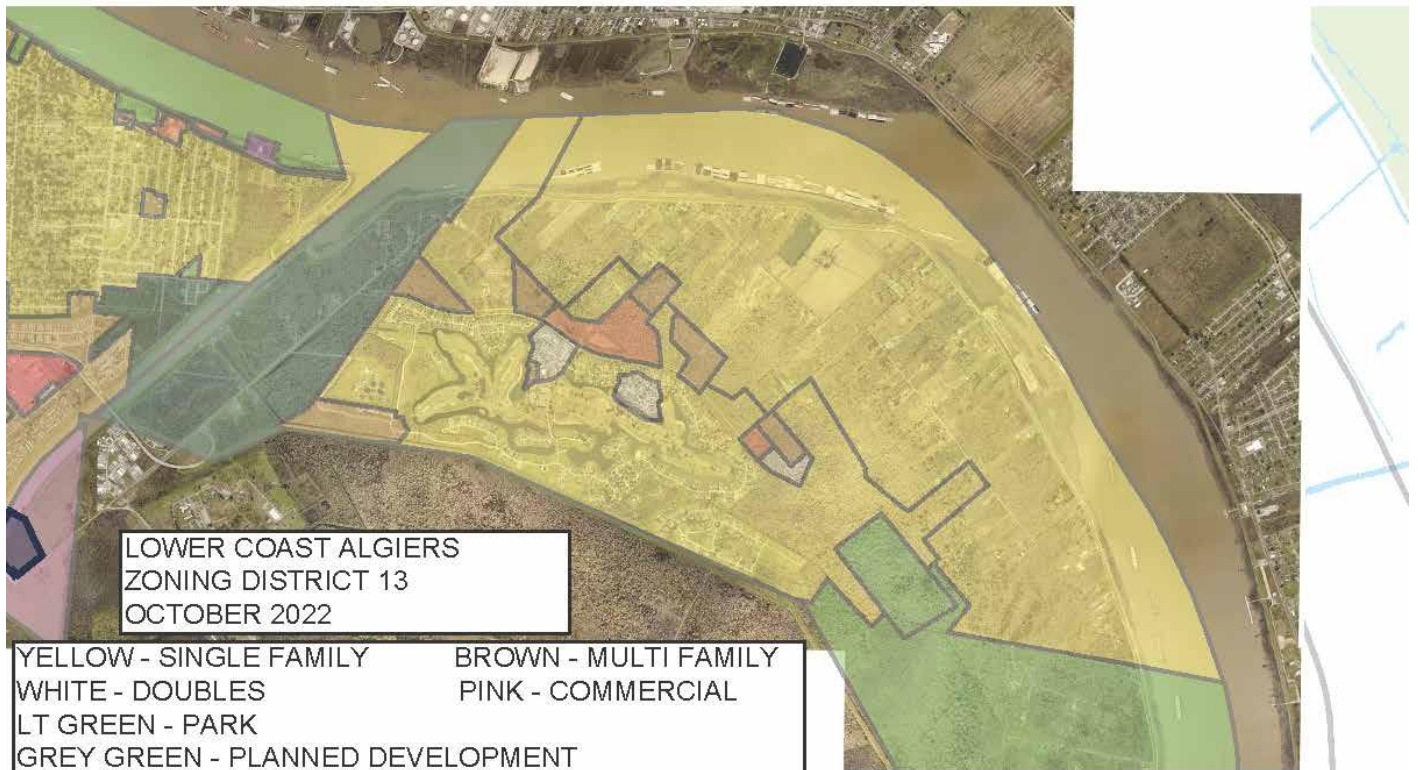 LOWER COAST ALGIERS
ZONING DISTRICT 13
OCTOBER 2022
YELLOW - SINGLE FAMILY BROWN - MULTI FAMILY
WHITE - DOUBLES PINK - COMMERCIAL
LT GREEN - PARK
GREY GREEN - PLANNED DEVELOPMENT